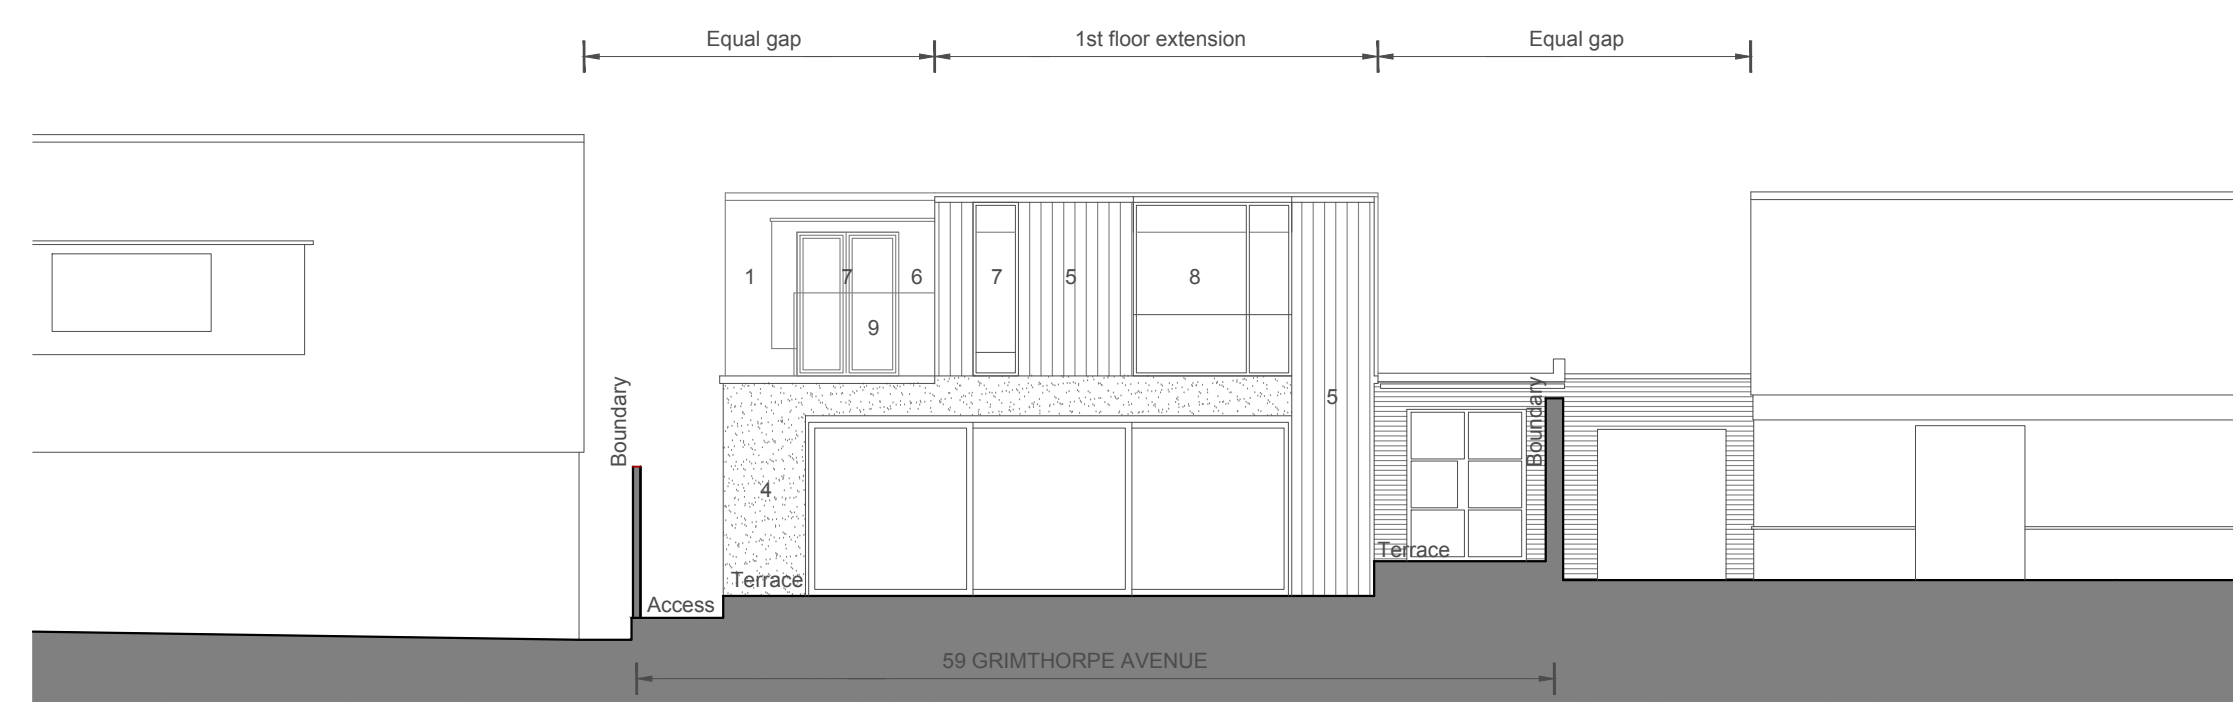 Equal gap
1st floor extension
Equal gap
1
7
6
7
5
8
9
Boundary
5
Boundary
4
Terrace
Terrace
Access
59 GRIMTHORPE AVENUE